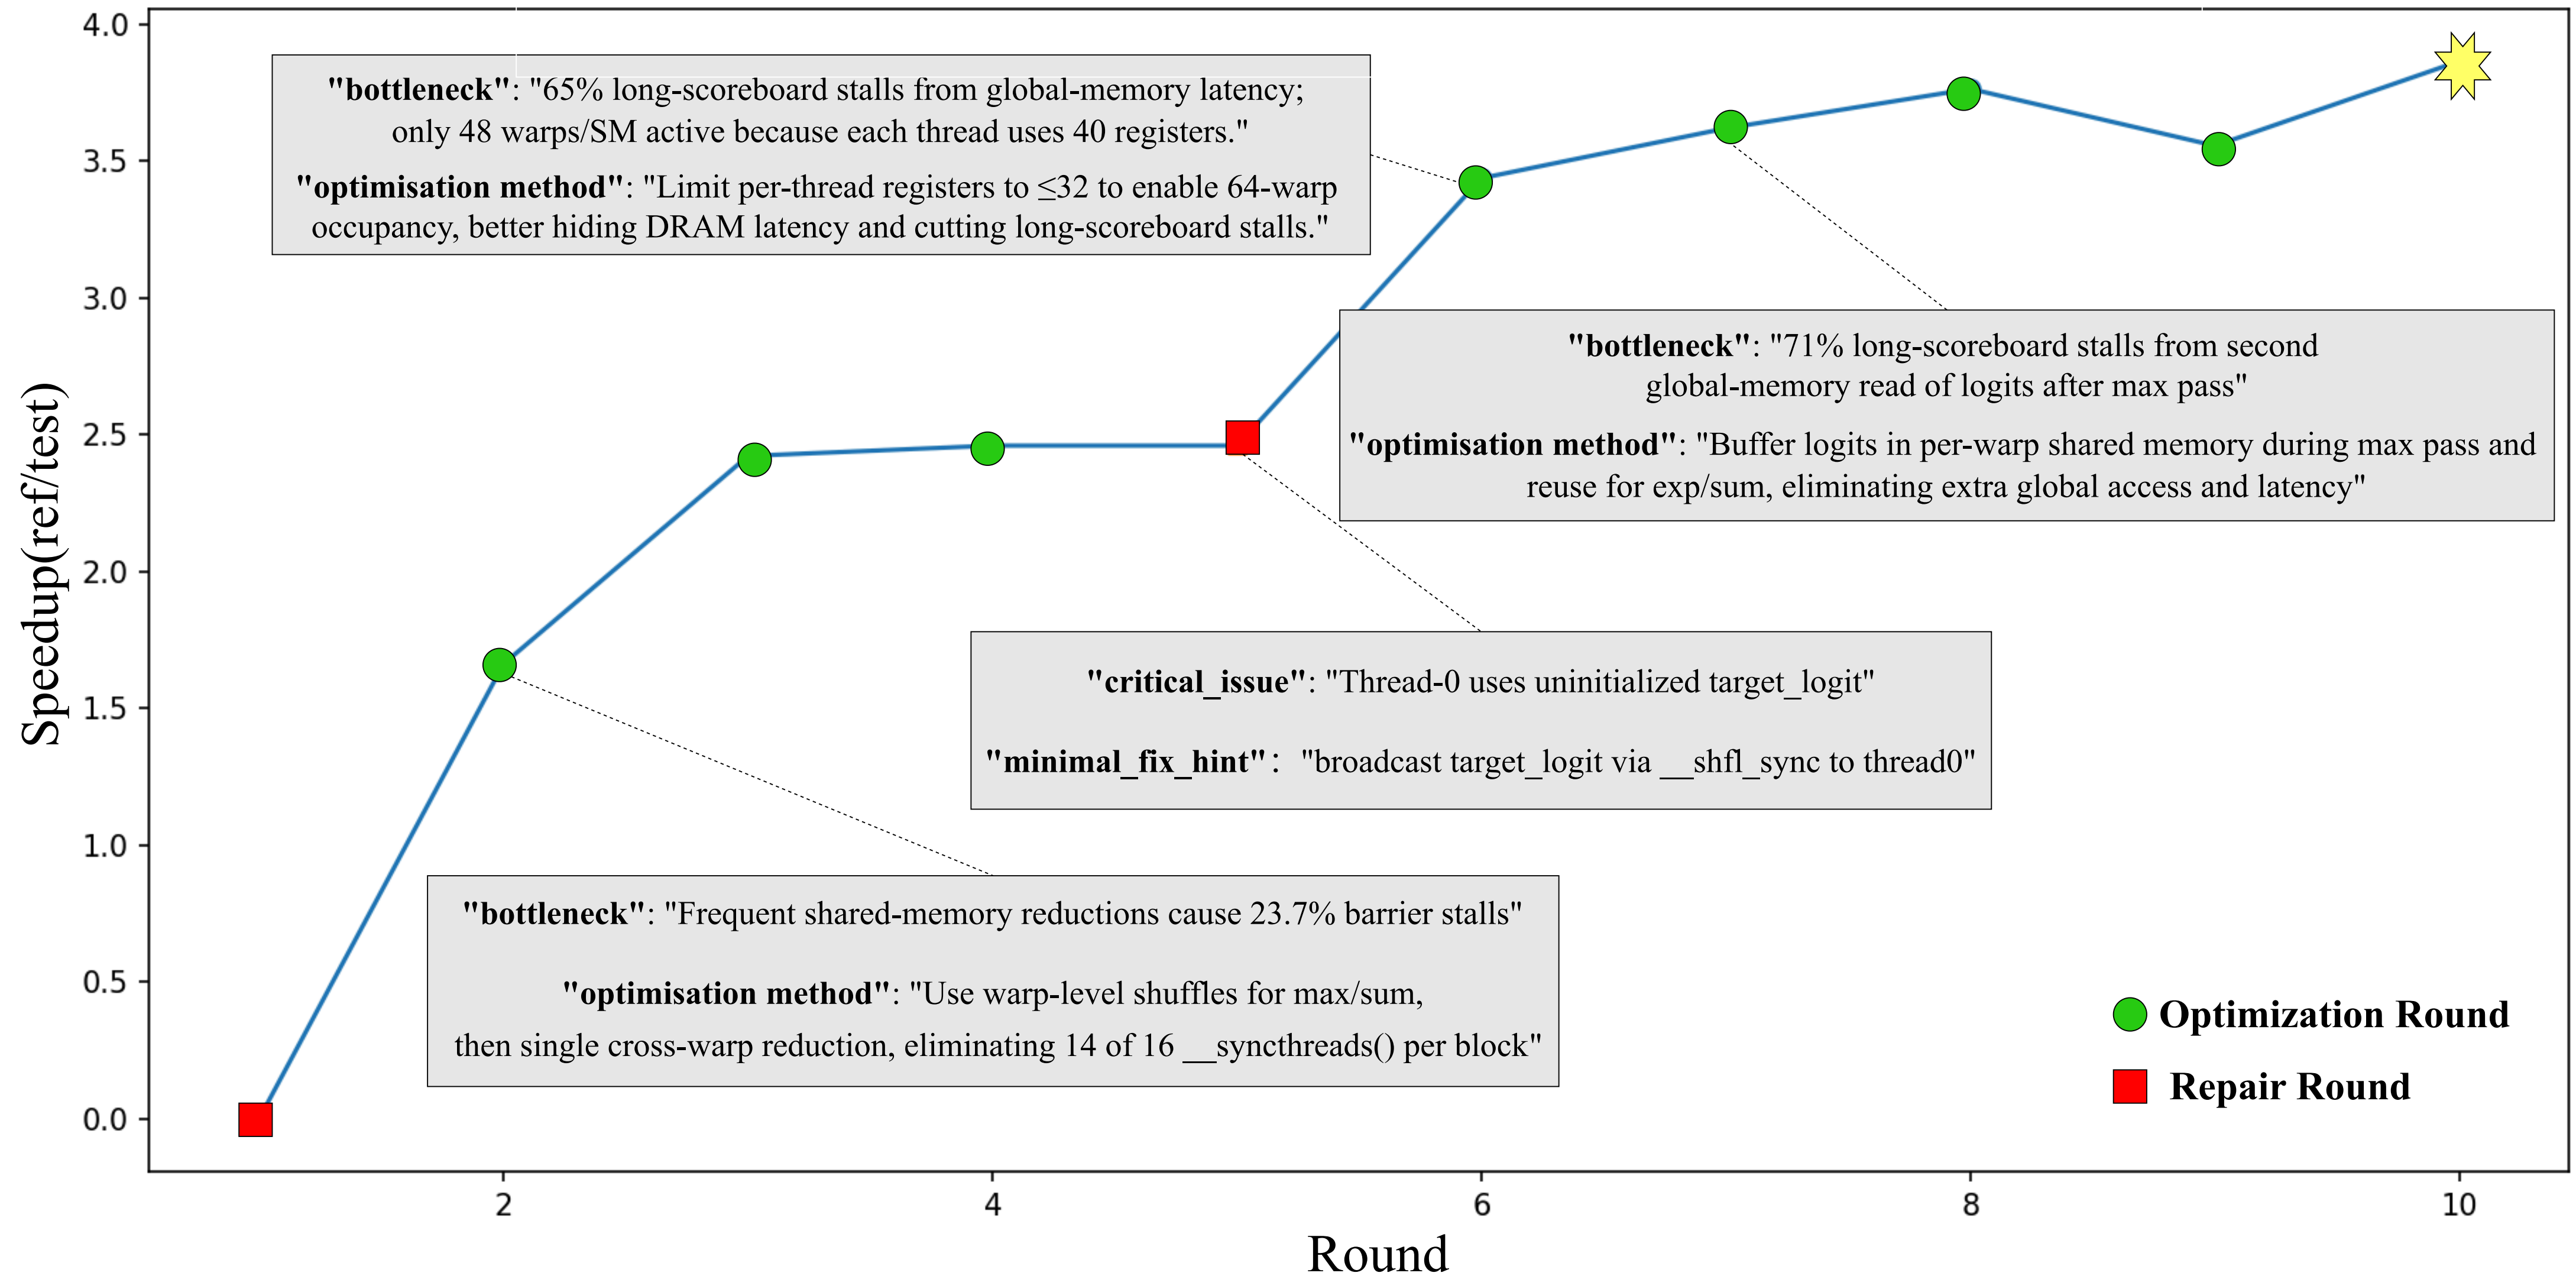 4.0
3.5
3.0
2.5
2.0
1.5
1.0
0.5
0.0
Speedup(ref/test)
"bottleneck": "65% long-scoreboard stalls from global-memory latency;
only 48 warps/SM active because each thread uses 40 registers."
"optimisation method": "Limit per-thread registers to ≤32 to enable 64-warp
occupancy, better hiding DRAM latency and cutting long-scoreboard stalls."
"bottleneck": "71% long-scoreboard stalls from second
global-memory read of logits after max pass"
"optimisation method": "Buffer logits in per-warp shared memory during max pass and
reuse for exp/sum, eliminating extra global access and latency"
"critical_issue": "Thread-0 uses uninitialized target_logit"
"minimal_fix_hint": "broadcast target_logit via __shfl_sync to thread0"
"bottleneck": "Frequent shared-memory reductions cause 23.7% barrier stalls"
"optimisation method": "Use warp-level shuffles for max/sum,
then single cross-warp reduction, eliminating 14 of 16 __syncthreads() per block"
Optimization Round
Repair Round
2 4 6 8 10
Round